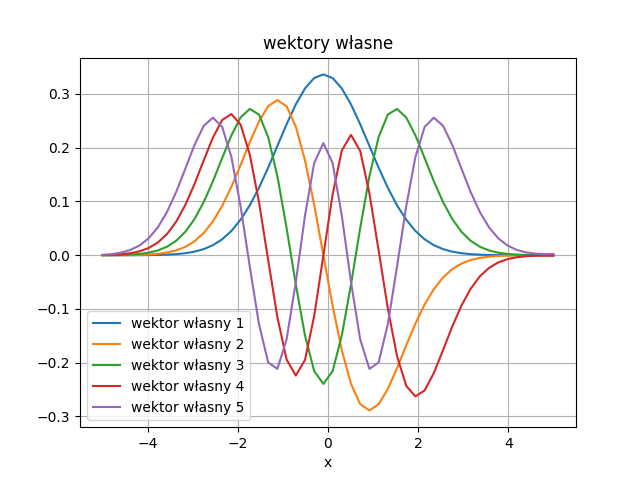 wektory własne
0.3
0.2
0.1
0.0
−0.1
−0.2
−0.3
wektor własny 1
wektor własny 2
wektor własny 3
wektor własny 4
wektor własny 5
−4 −2 0 2 4
x